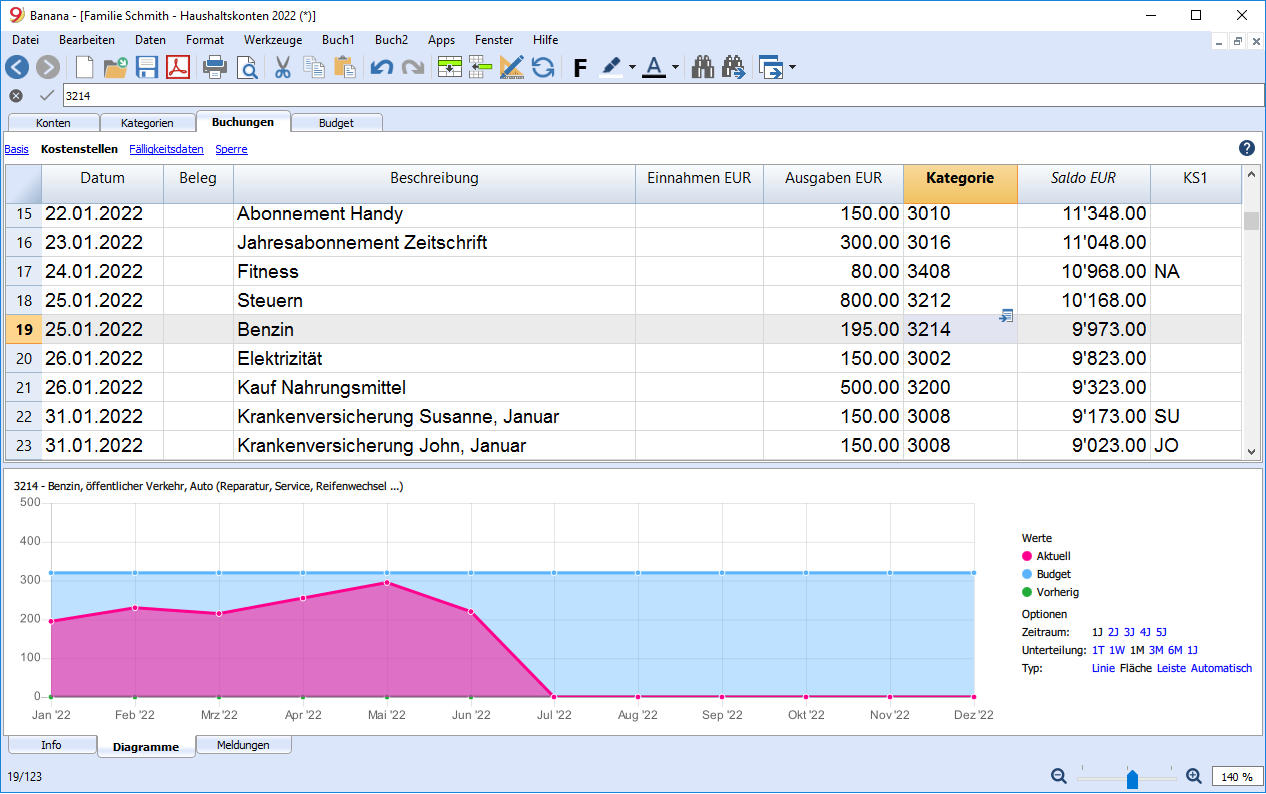 Banana - [Familie Schmith - Haushaltskonten 2022 (*)]
Datei Bearbeiten Daten Format Werkzeuge Buch1 Buch2 Apps Fenster Hilfe
F A
3214
Konten Kategorien Buchungen Budget
Basis Kostenstellen Fälligkeitsdaten Sperre ?
Datum Beleg Beschreibung Einnahmen EUR Ausgaben EUR Kategorie Saldo EUR KS1
15 22.01.2022 Abonnement Handy 150.00 3010 11'348.00
16 23.01.2022 Jahresabonnement Zeitschrift 300.00 3016 11'048.00
17 24.01.2022 Fitness 80.00 3408 10'968.00 NA
18 25.01.2022 Steuern 800.00 3212 10'168.00
19 25.01.2022 Benzin 195.00 3214 9'973.00
20 26.01.2022 Elektrizität 150.00 3002 9'823.00
21 26.01.2022 Kauf Nahrungsmittel 500.00 3200 9'323.00
22 31.01.2022 Krankenversicherung Susanne, Januar 150.00 3008 9'173.00 SU
23 31.01.2022 Krankenversicherung John, Januar 150.00 3008 9'023.00 JO
3214 - Benzin, öffentlicher Verkehr, Auto (Reparatur, Service, Reifenwechsel ...)
500
400
300
200
100
0
Jan '22 Feb '22 Mrz '22 Apr '22 Mai '22 Jun '22 Jul '22 Aug '22 Sep '22 Okt '22 Nov '22 Dez '22
Werte
Aktuell
Budget
Vorherig
Optionen
Zeitraum: 1J 2J 3J 4J 5J
Unterteilung: 1T 1W 1M 3M 6M 1J
Typ: Linie Fläche Leiste Automatisch
Info Diagramme Meldungen
19/123 140 %